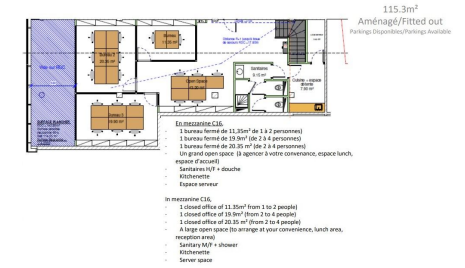 115.3m²
Aménagé/Fitted out
Parkings Disponibles/Parkings Available
Open Space
Sanitaires
En mezzanine C16,
- 1 bureau fermé de 11,35m² de 1 à 2 personnes)
- 1 bureau fermé de 19.9m² (de 2 à 4 personnes)
- 1 bureau fermé de 20.35 m² (de 2 à 4 personnes)
- Un grand open space (à agencer à votre convenance, espace lunch,
espace d'accueil)
- Sanitaires H/F + douche
- Kitchenette
- Espace serveur
In mezzanine C16,
- 1 closed office of 11.35m² from 1 to 2 people)
- 1 closed office of 19.9m² (from 2 to 4 people)
- 1 closed office of 20.35 m² (from 2 to 4 people)
- A large open space (to arrange at your convenience, lunch area,
reception area)
- Sanitary M/F + shower
- Kitchenette
- Server space